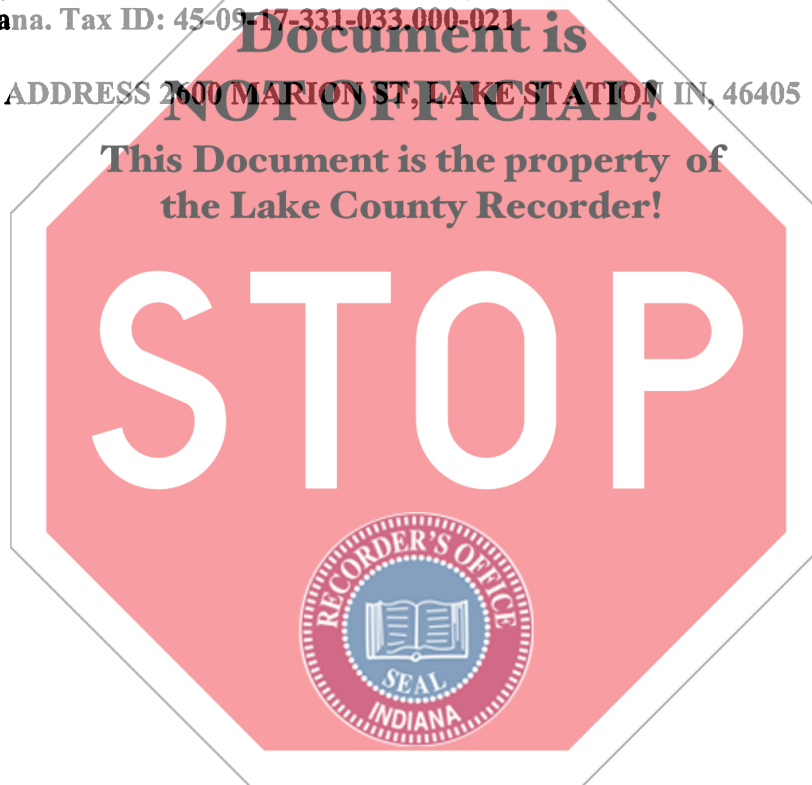 ana. Tax ID: 45-09-17-331-033.000-021
Document is
ADDRESS 2600 MARION ST, LAKE STATION IN, 46405
NOT OFFICIAL!
This Document is the property of
the Lake County Recorder!
STOP
RECORDER'S OFFICE
SEAL
INDIANA